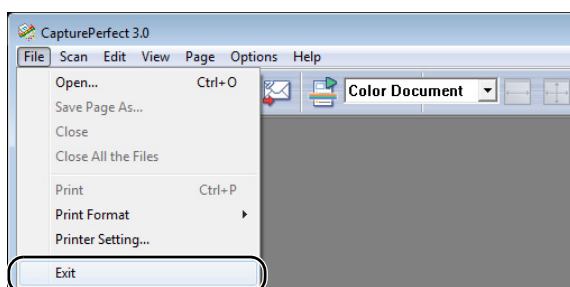 CapturePerfect 3.0
File Scan Edit View Page Options Help
Color Document
Open... Ctrl+O
Save Page As...
Close
Close All the Files
Print Ctrl+P
Print Format
Printer Setting...
Exit